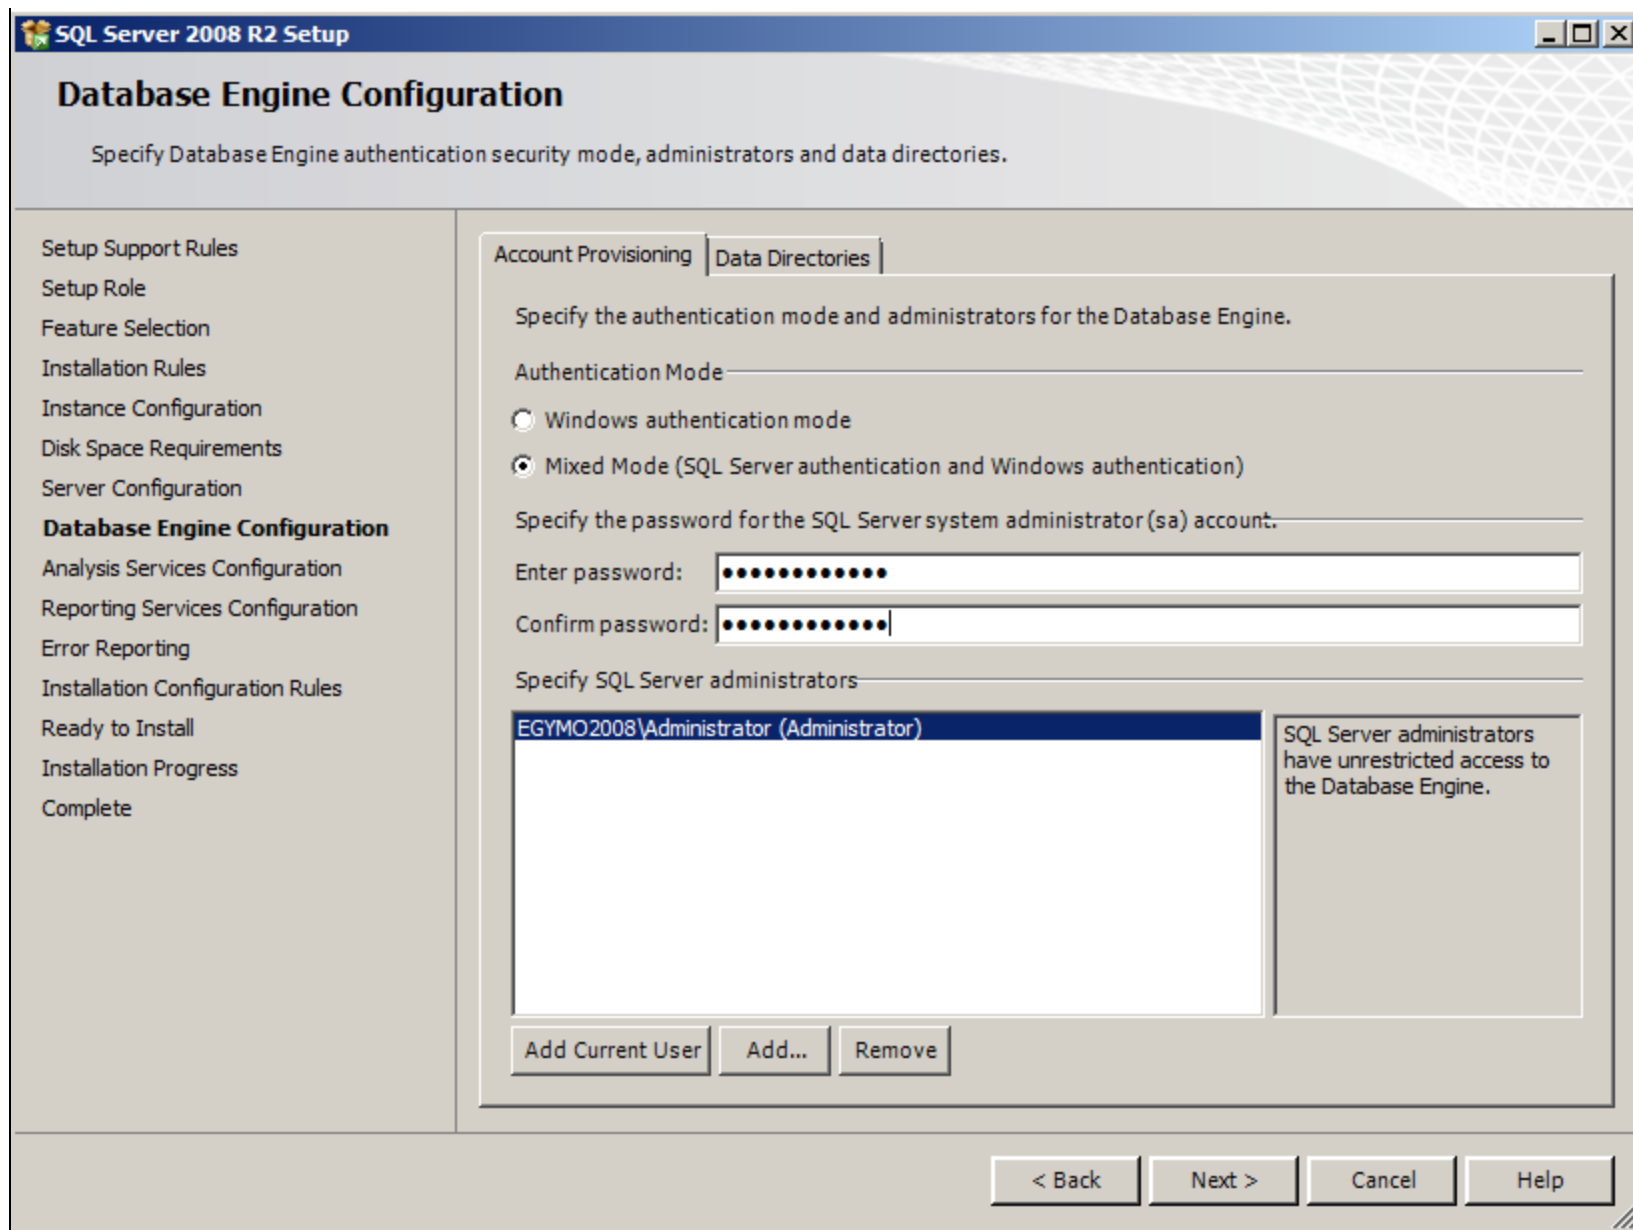 SQL Server 2008 R2 Setup
Database Engine Configuration
Specify Database Engine authentication security mode, administrators and data directories.
Setup Support Rules
Setup Role
Feature Selection
Installation Rules
Instance Configuration
Disk Space Requirements
Server Configuration
Database Engine Configuration
Analysis Services Configuration
Reporting Services Configuration
Error Reporting
Installation Configuration Rules
Ready to Install
Installation Progress
Complete
Account Provisioning
Data Directories
Specify the authentication mode and administrators for the Database Engine.
Authentication Mode
Windows authentication mode
Mixed Mode (SQL Server authentication and Windows authentication)
Specify the password for the SQL Server system administrator (sa) account.
Enter password: ●●●●●●●●●●●●
Confirm password: ●●●●●●●●●●●●
Specify SQL Server administrators
EGYMO2008\Administrator (Administrator)
SQL Server administrators
have unrestricted access to
the Database Engine.
Add Current User
Add...
Remove
< Back
Next >
Cancel
Help